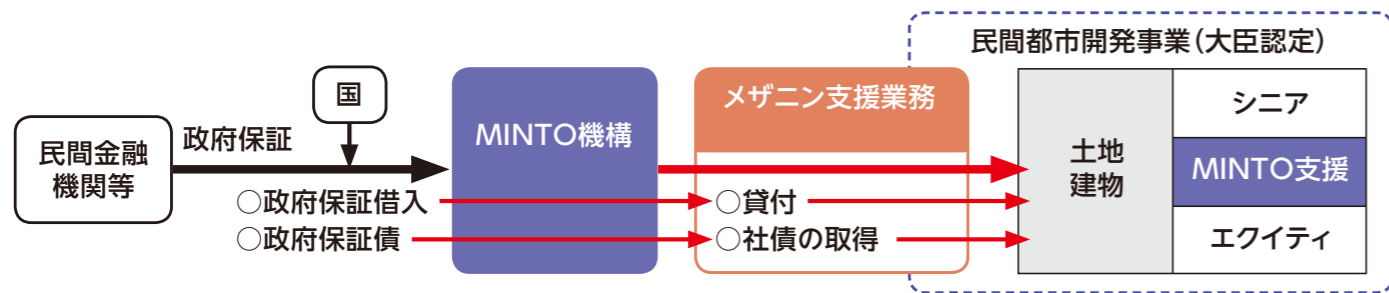 民間都市開発事業(大臣認定)
国
メザニン支援業務
シニア
政府保証
MINTO機構
民間金融
機関等
土地
建物
MINTO支援
○政府保証借入
○貸付
○政府保証債
○社債の取得
エクイティ